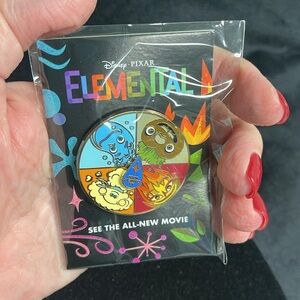 Disney · PIXAR
ELEMENTAL
SEE THE ALL-NEW MOVIE